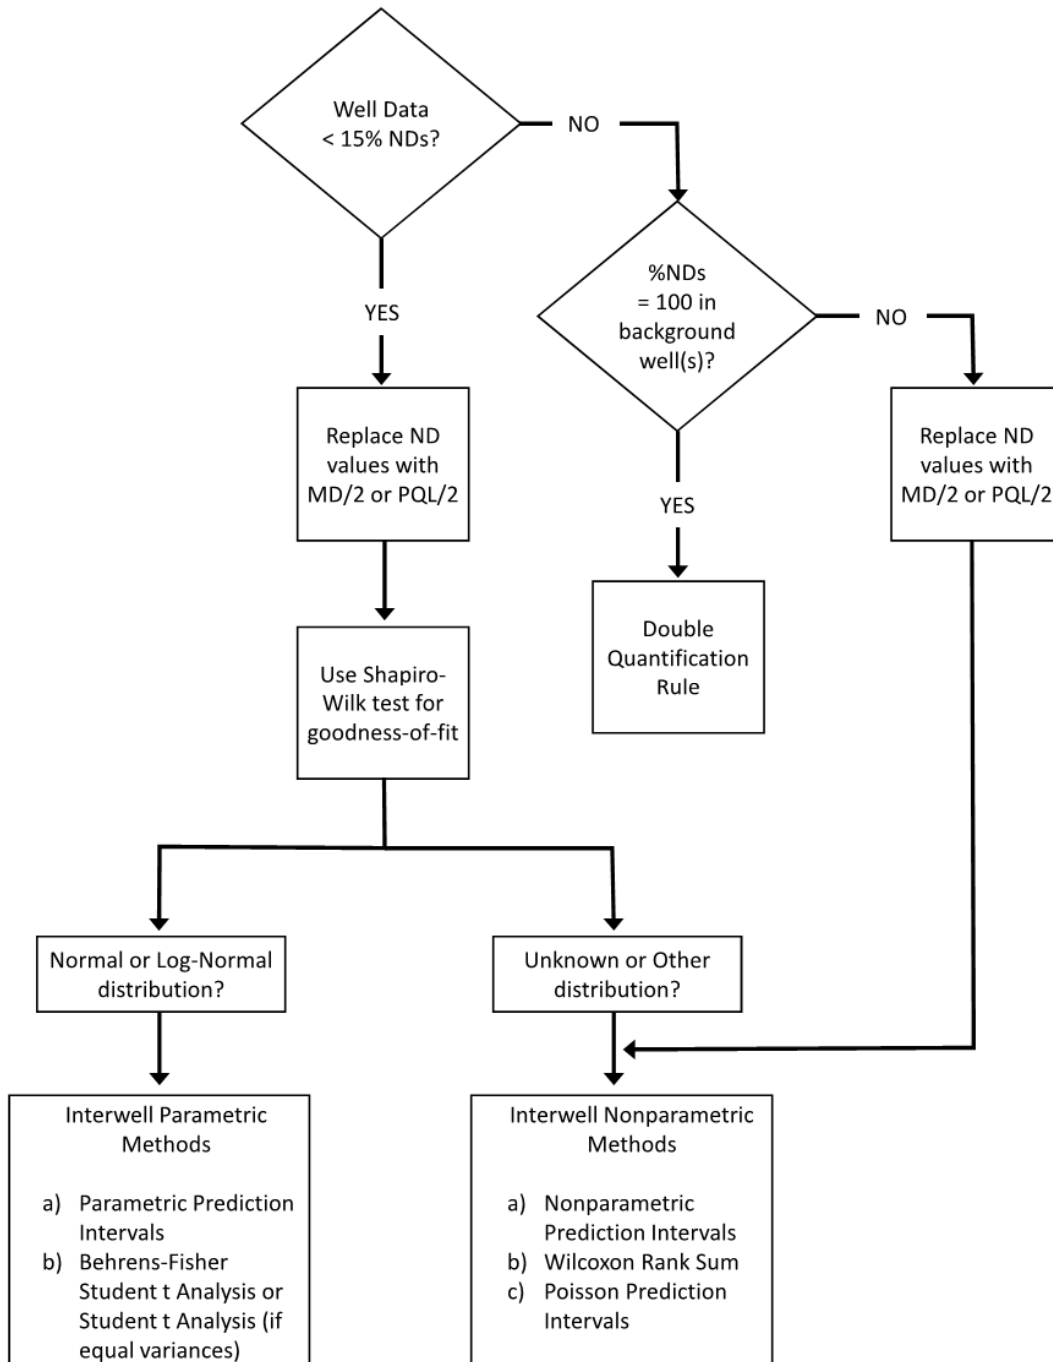 Well Data
< 15% NDs?
NO
%NDs
= 100 in
background
well(s)?
YES
NO
Replace ND
values with
MD/2 or PQL/2
Replace ND
values with
MD/2 or PQL/2
YES
Double
Quantification
Rule
Use Shapiro-
Wilk test for
goodness-of-fit
Normal or Log-Normal
distribution?
Unknown or Other
distribution?
Interwell Parametric
Methods
a) Parametric Prediction
Intervals
b) Behrens-Fisher
Student t Analysis or
Student t Analysis (if
equal variances)
Interwell Nonparametric
Methods
a) Nonparametric
Prediction Intervals
b) Wilcoxon Rank Sum
c) Poisson Prediction
Intervals